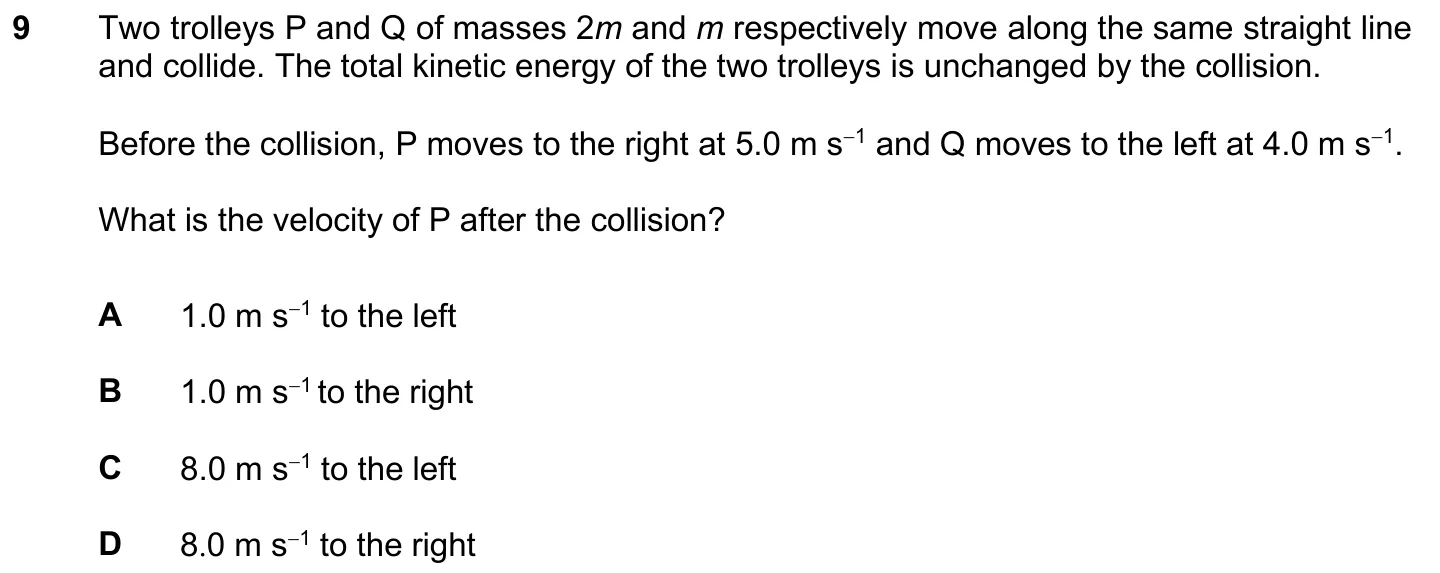 9 Two trolleys P and Q of masses 2m and m respectively move along the same straight line
and collide. The total kinetic energy of the two trolleys is unchanged by the collision.
Before the collision, P moves to the right at 5.0 m s⁻¹ and Q moves to the left at 4.0 m s⁻¹.
What is the velocity of P after the collision?
A 1.0 m s⁻¹ to the left
B 1.0 m s⁻¹ to the right
C 8.0 m s⁻¹ to the left
D 8.0 m s⁻¹ to the right